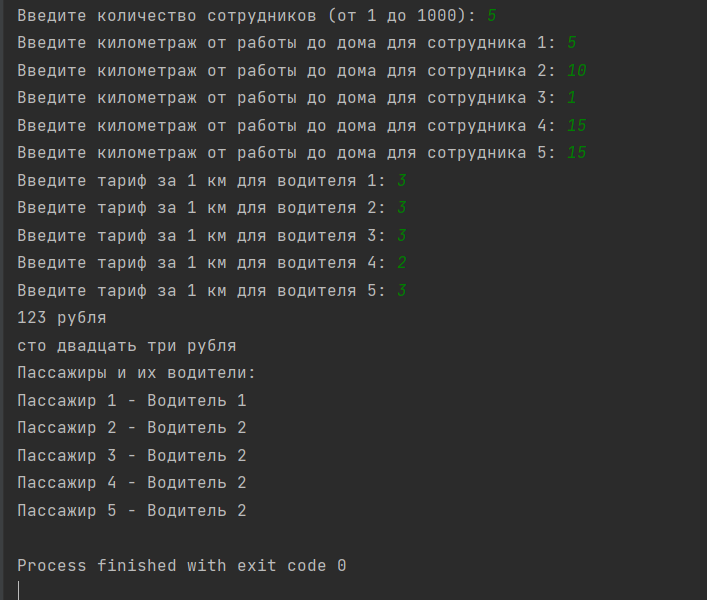 Введите количество сотрудников (от 1 до 1000): 5
Введите километраж от работы до дома для сотрудника 1: 5
Введите километраж от работы до дома для сотрудника 2: 10
Введите километраж от работы до дома для сотрудника 3: 1
Введите километраж от работы до дома для сотрудника 4: 15
Введите километраж от работы до дома для сотрудника 5: 15
Введите тариф за 1 км для водителя 1: 3
Введите тариф за 1 км для водителя 2: 3
Введите тариф за 1 км для водителя 3: 3
Введите тариф за 1 км для водителя 4: 2
Введите тариф за 1 км для водителя 5: 3
123 рубля
сто двадцать три рубля
Пассажиры и их водители:
Пассажир 1 - Водитель 1
Пассажир 2 - Водитель 2
Пассажир 3 - Водитель 2
Пассажир 4 - Водитель 2
Пассажир 5 - Водитель 2
Process finished with exit code 0